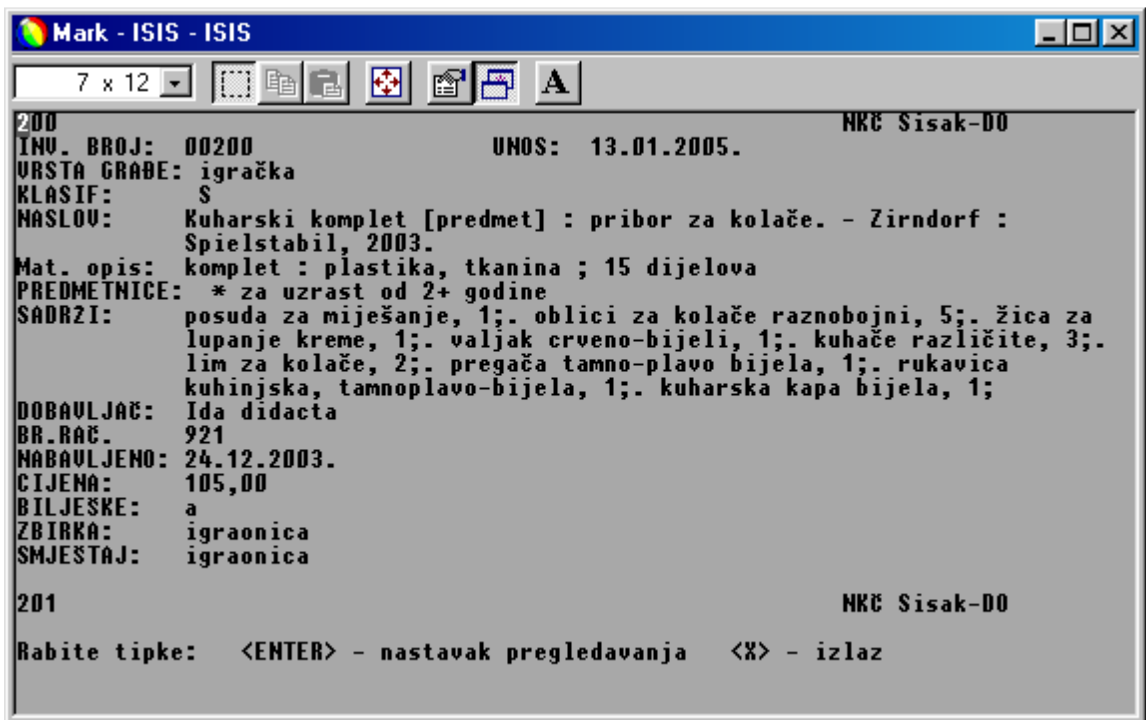 Mark - ISIS - ISIS
7 x 12
A
200 NKČ Sisak-DO
INV. BROJ: 00200 UNOS: 13.01.2005.
VRSTA GRAĐE: igračka
KLASIF: S
NASLOV: Kuharski komplet [predmet] : pribor za kolače. - Zirndorf :
Spielstabil, 2003.
Mat. opis: komplet : plastika, tkanina ; 15 dijelova
PREDMETNICE: * za uzrast od 2+ godine
SADRŽI: posuda za miješanje, 1;. oblici za kolače raznobojni, 5;. žica za
lupanje kreme, 1;. valjak crveno-bijeli, 1;. kuhače različite, 3;.
lim za kolače, 2;. pregača tamno-plavo bijela, 1;. rukavica
kuhinjska, tamnoplavo-bijela, 1;. kuharska kapa bijela, 1;
DOBAVLJAČ: Ida didacta
BR.RAČ. 921
NABAVLJENO: 24.12.2003.
CIJENA: 105,00
BILJEŠKE: a
ZBIRKA: igraonica
SMJEŠTAJ: igraonica
201 NKČ Sisak-DO
Rabite tipke: <ENTER> - nastavak pregledavanja <X> - izlaz